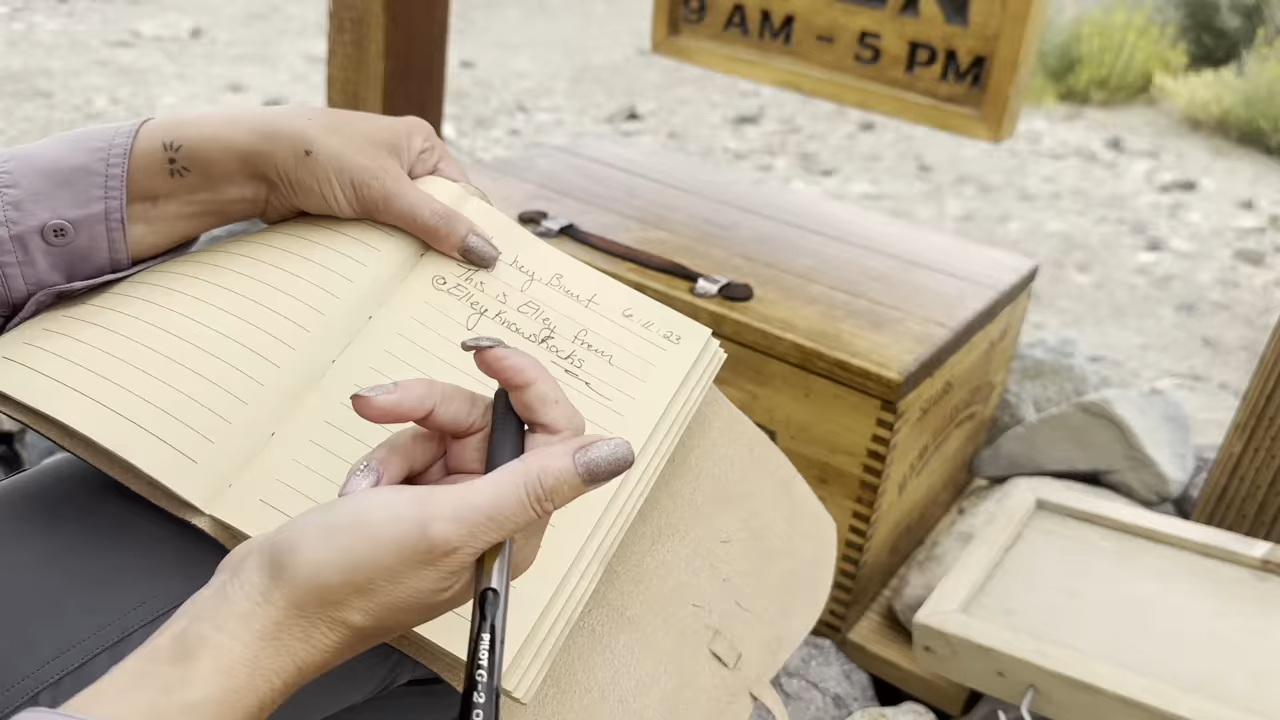 9 AM - 5 PM
hey, Brent 6.11.23
This is Elley from
@ElleyKnowsRocks
PILOT G-2